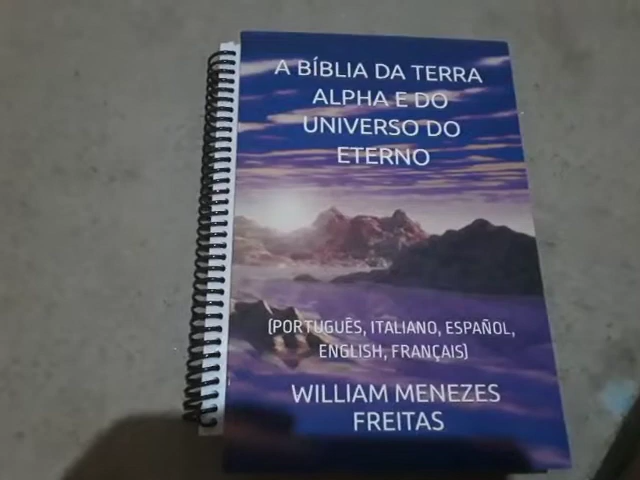 A BÍBLIA DA TERRA
ALPHA E DO
UNIVERSO DO
ETERNO
(PORTUGUÊS, ITALIANO, ESPAÑOL,
ENGLISH, FRANÇAIS)
WILLIAM MENEZES
FREITAS